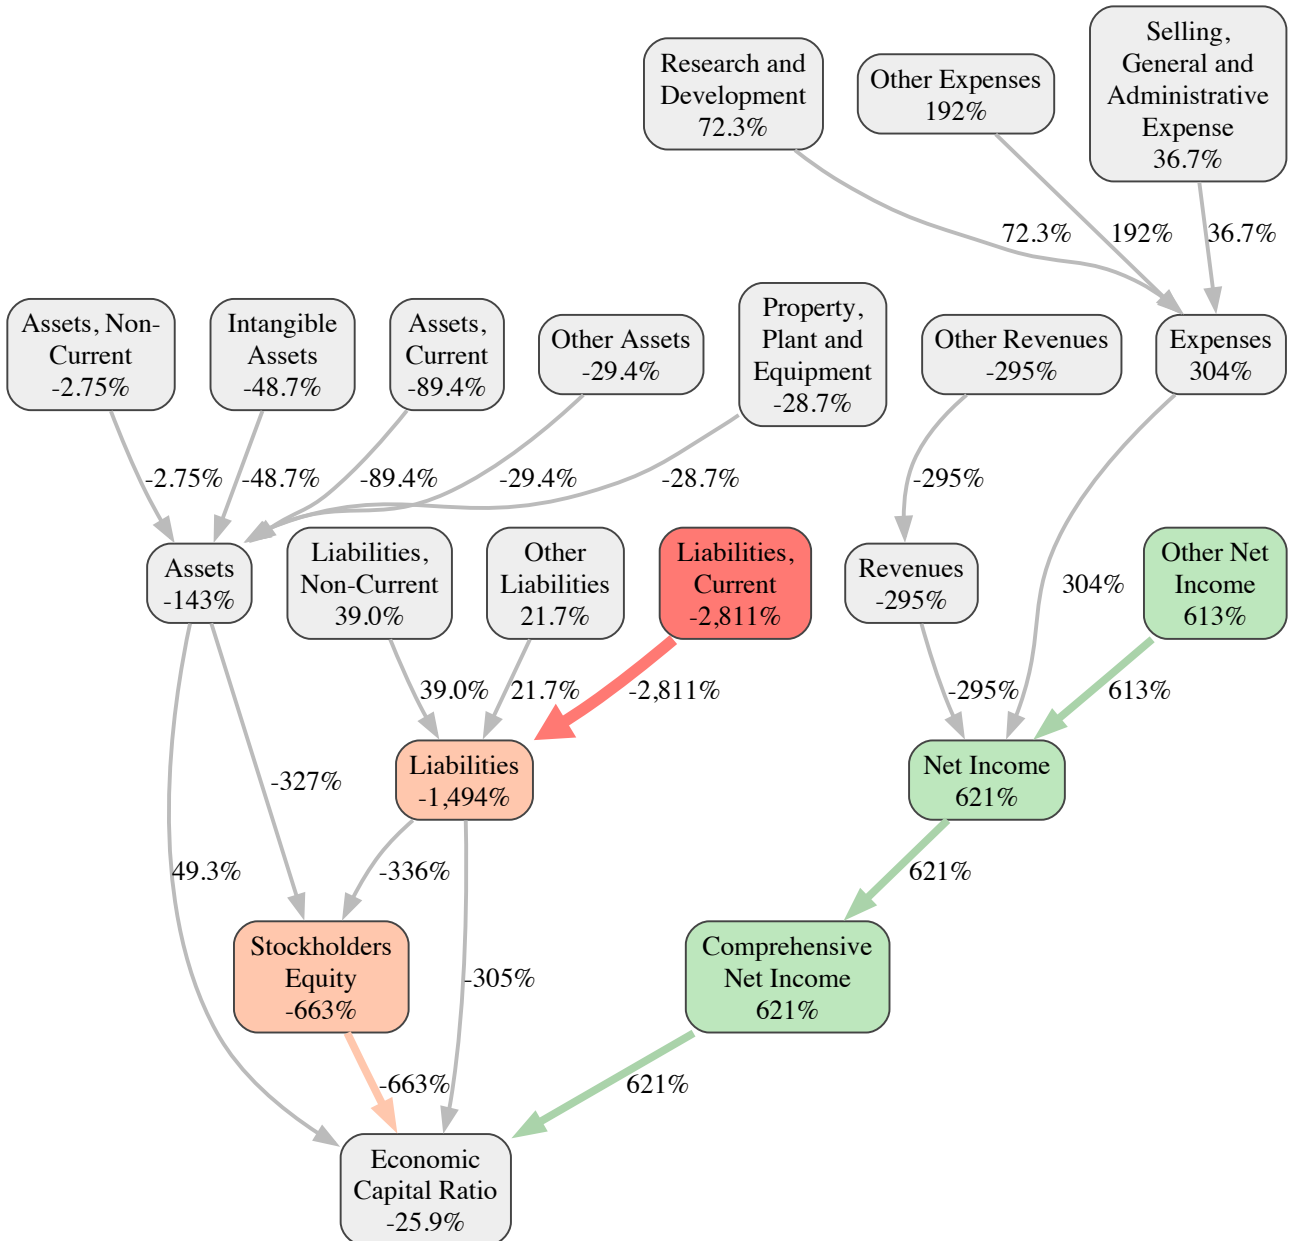 Research and
Development
72.3%
Other Expenses
192%
Selling,
General and
Administrative
Expense
36.7%
72.3%
192%
36.7%
Assets, Non-
Current
-2.75%
Intangible
Assets
-48.7%
Assets,
Current
-89.4%
Other Assets
-29.4%
Property,
Plant and
Equipment
-28.7%
Other Revenues
-295%
Expenses
304%
-2.75%
-48.7%
-89.4%
-29.4%
-28.7%
-295%
Assets
-143%
Liabilities,
Non-Current
39.0%
Other
Liabilities
21.7%
Liabilities,
Current
-2,811%
Revenues
-295%
304%
Other Net
Income
613%
39.0%
21.7%
-2,811%
-295%
613%
-327%
Liabilities
-1,494%
Net Income
621%
49.3%
-336%
621%
Stockholders
Equity
-663%
-305%
Comprehensive
Net Income
621%
-663%
621%
Economic
Capital Ratio
-25.9%